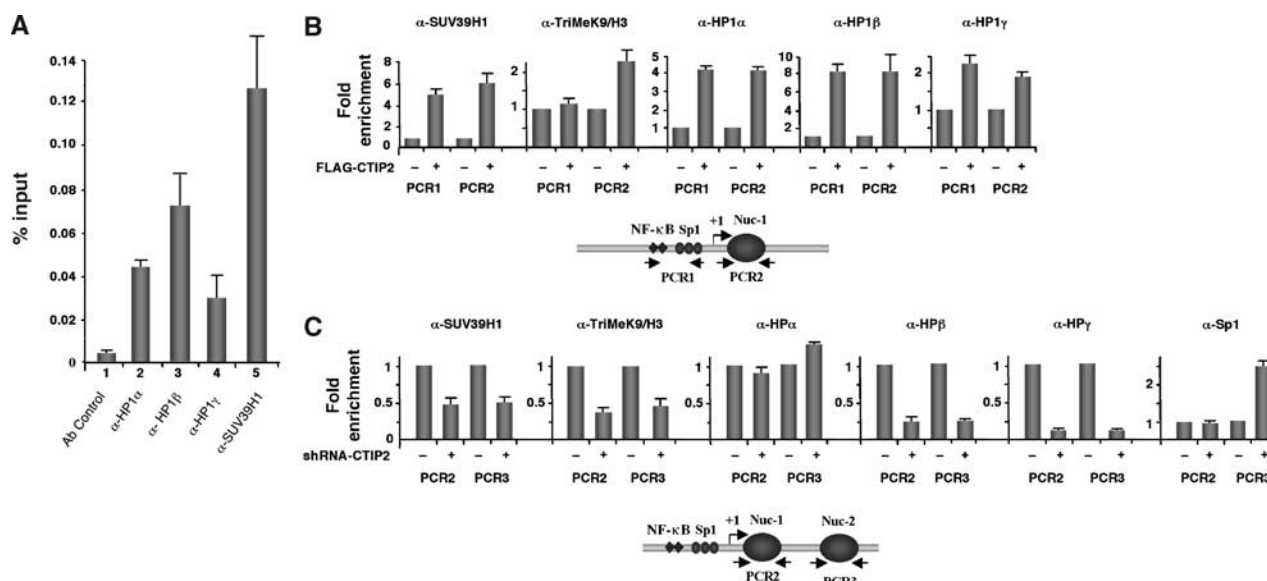 A
% input
0.14
0.12
0.10
0.08
0.06
0.04
0.02
0
1 2 3 4 5
Ab Control
α-HP1α
α- HP1β
α-HP1γ
α-SUV39H1
B
α-SUV39H1 α-TriMeK9/H3 α-HP1α α-HP1β α-HP1γ
Fold enrichment
8 6 4 2
2 1
5 4 3 2 1
10 8 6 4 2
2 1
FLAG-CTIP2 – + – + – + – + – + – + – + – + – + – +
PCR1 PCR2 PCR1 PCR2 PCR1 PCR2 PCR1 PCR2 PCR1 PCR2
+1 Nuc-1
NF-κB Sp1
PCR1 PCR2
C
α-SUV39H1 α-TriMeK9/H3 α-HPα α-HPβ α-HPγ α-Sp1
Fold enrichment
1 0.5
1 0.5
1 0.5
1 0.5
1 0.5
2 1
shRNA-CTIP2 – + – + – + – + – + – + – + – + – + – + – + – +
PCR2 PCR3 PCR2 PCR3 PCR2 PCR3 PCR2 PCR3 PCR2 PCR3 PCR2 PCR3
+1 Nuc-1 Nuc-2
NF-κB Sp1
PCR2 PCR3